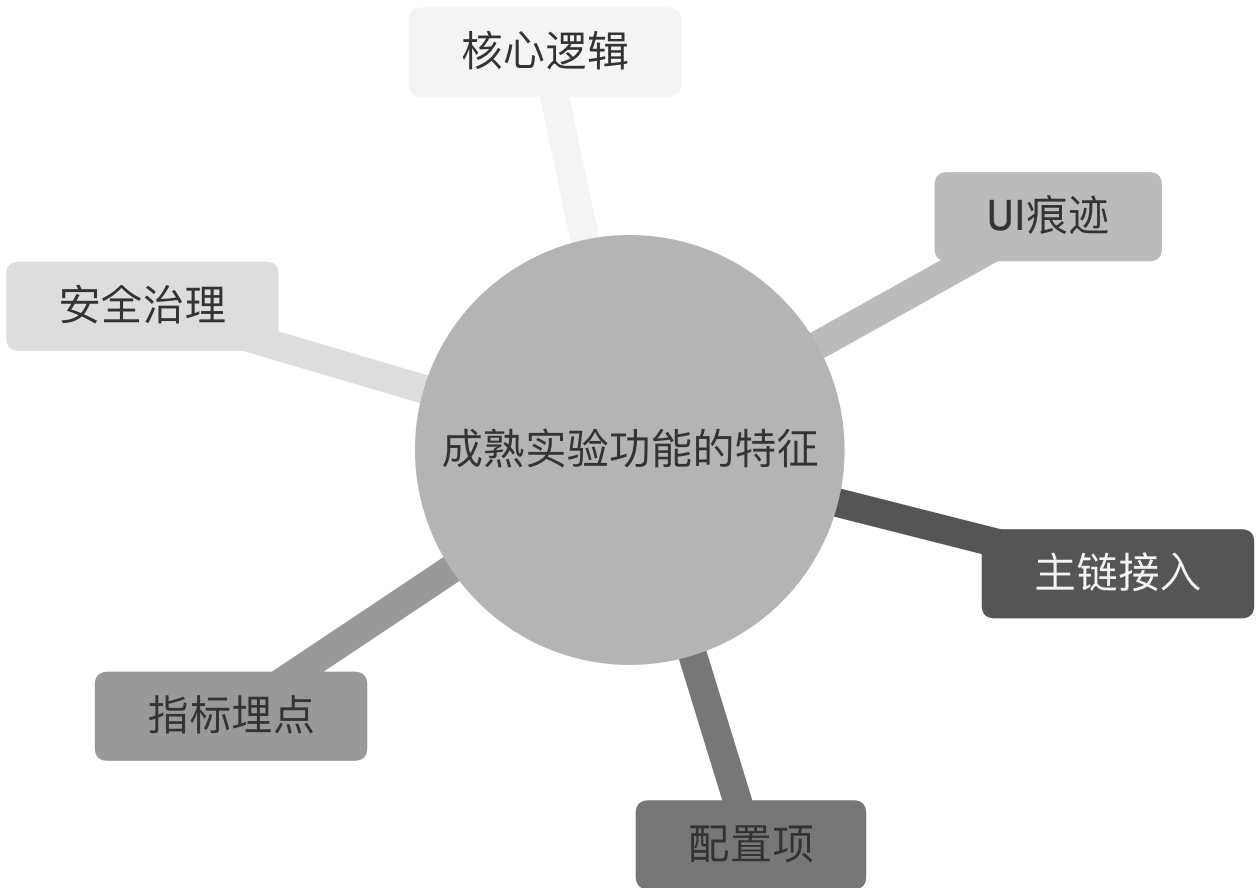 核心逻辑
UI痕迹
安全治理
成熟实验功能的特征
主链接入
指标埋点
配置项